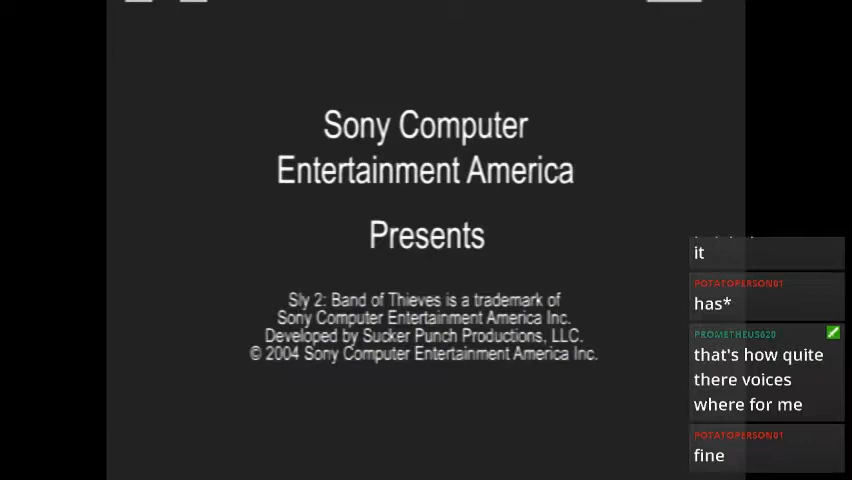 Sony Computer
Entertainment America
Presents
Sly 2: Band of Thieves is a trademark of
Sony Computer Entertainment America Inc.
Developed by Sucker Punch Productions, LLC.
© 2004 Sony Computer Entertainment America Inc.
it
POTATOPERSON01
has*
PROMETHEUS620
that's how quite
there voices
where for me
POTATOPERSON01
fine